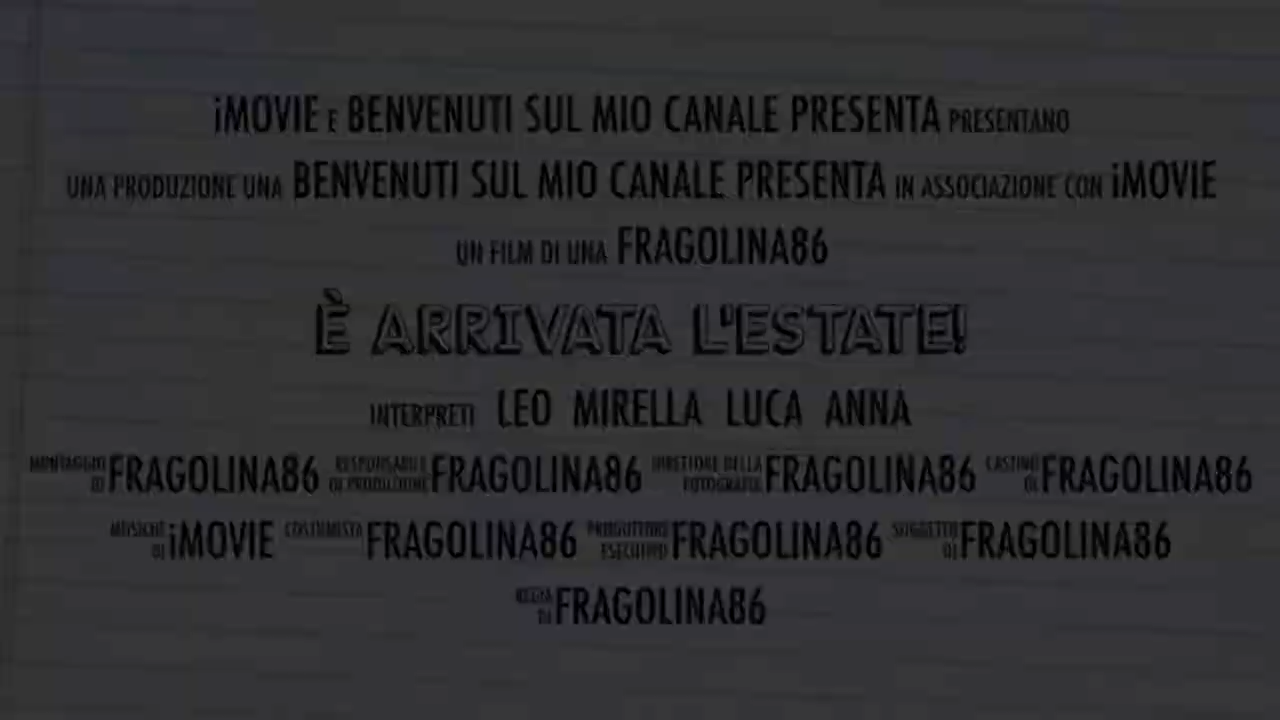 iMOVIE E BENVENUTI SUL MIO CANALE PRESENTA PRESENTANO
UNA PRODUZIONE UNA BENVENUTI SUL MIO CANALE PRESENTA IN ASSOCIAZIONE CON iMOVIE
UN FILM DI UNA FRAGOLINA86
È ARRIVATA L'ESTATE!
INTERPRETI LEO MIRELLA LUCA ANNA
MONTAGGIO DI FRAGOLINA86 RESPONSABILE DI PRODUZIONE FRAGOLINA86 DIRETTORE DELLA FOTOGRAFIA FRAGOLINA86 CASTING DI FRAGOLINA86
MUSICHE DI iMOVIE COSTUMISTA FRAGOLINA86 PRODUTTORE ESECUTIVO FRAGOLINA86 SOGGETTO DI FRAGOLINA86
REGIA DI FRAGOLINA86